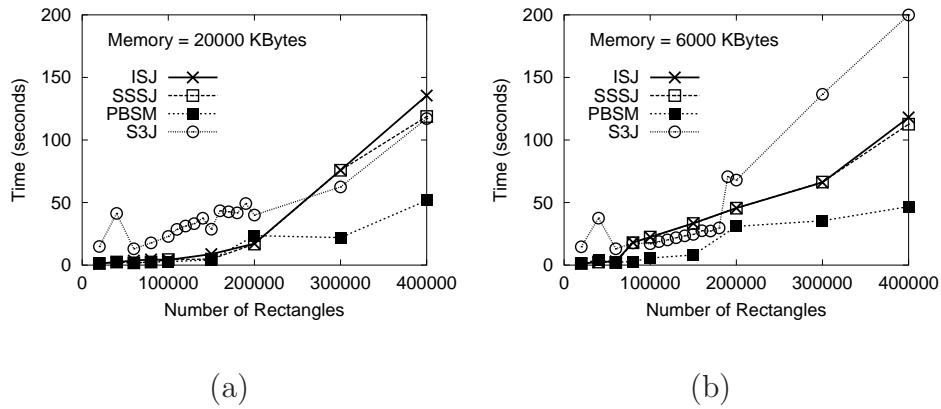 200
150
100
50
0
Time (seconds)
Memory = 20000 KBytes
ISJ
SSSJ
PBSM
S3J
0 100000 200000 300000 400000
Number of Rectangles
(a)
200
150
100
50
0
Time (seconds)
Memory = 6000 KBytes
ISJ
SSSJ
PBSM
S3J
0 100000 200000 300000 400000
Number of Rectangles
(b)